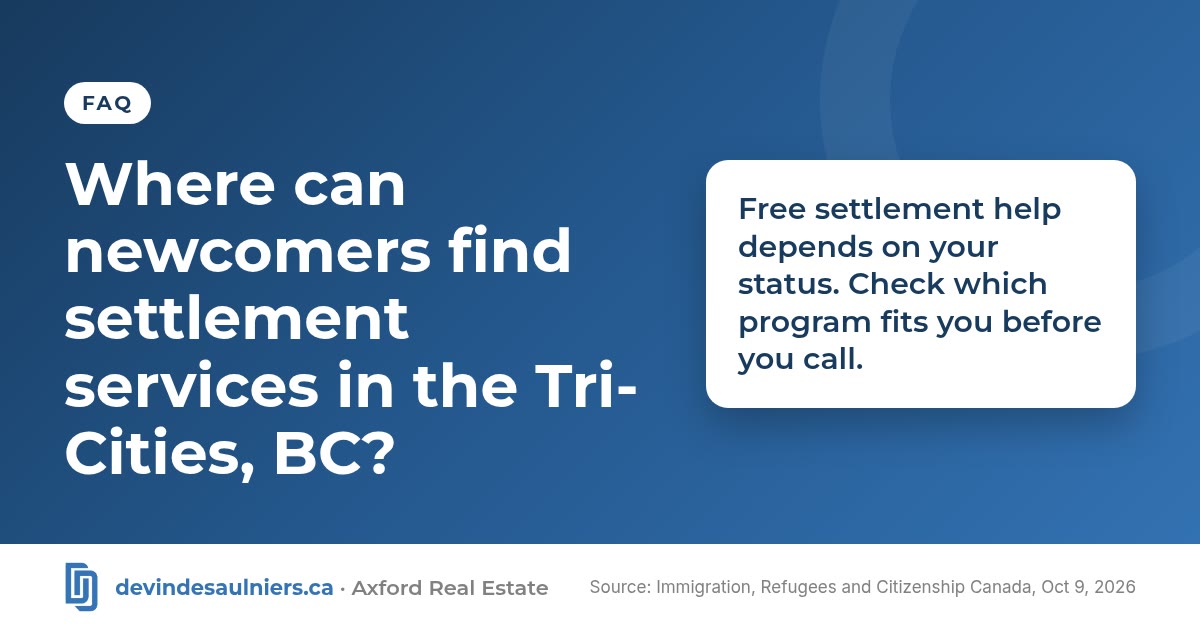 FAQ
Where can
newcomers find
settlement
services in the Tri-
Cities, BC?
Free settlement help
depends on your
status. Check which
program fits you before
you call.
devindesaulniers.ca · Axford Real Estate
Source: Immigration, Refugees and Citizenship Canada, Oct 9, 2026